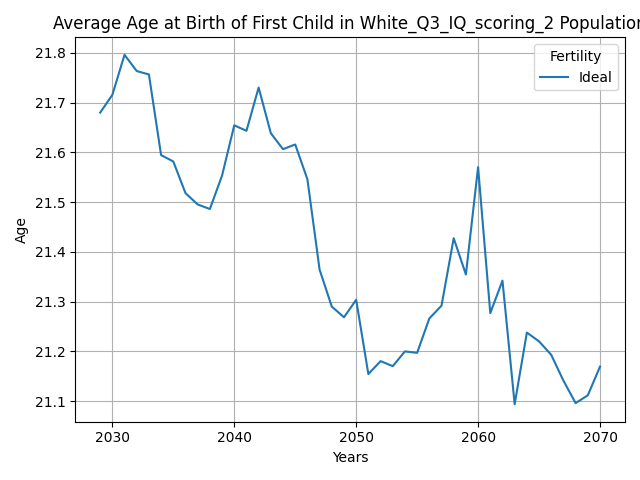 Average Age at Birth of First Child in White_Q3_IQ_scoring_2 Population
Fertility
Ideal
21.8
21.7
21.6
21.5
21.4
21.3
21.2
21.1
Age
2030 2040 2050 2060 2070
Years